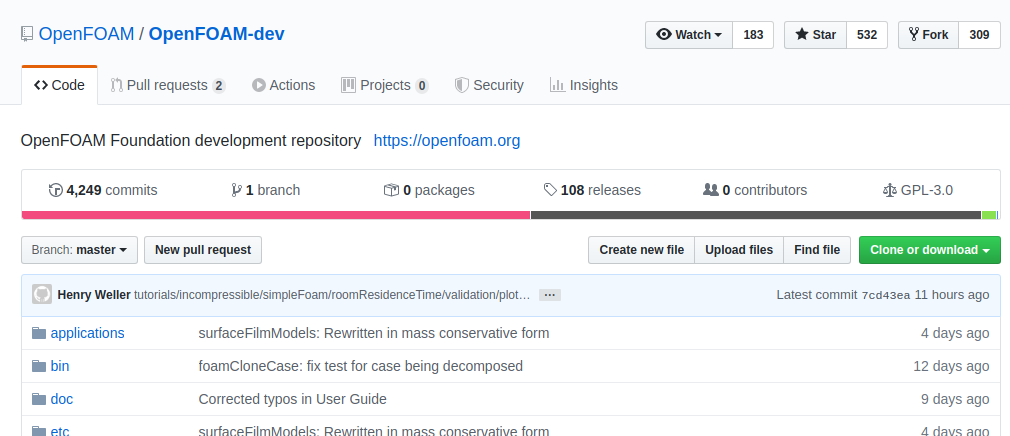 OpenFOAM / OpenFOAM-dev Watch 183 Star 532 Fork 309
Code Pull requests 2 Actions Projects 0 Security Insights
OpenFOAM Foundation development repository https://openfoam.org
4,249 commits 1 branch 0 packages 108 releases 0 contributors GPL-3.0
Branch: master New pull request Create new file Upload files Find file Clone or download
Henry Weller tutorials/incompressible/simpleFoam/roomResidenceTime/validation/plot… ... Latest commit 7cd43ea 11 hours ago
applications surfaceFilmModels: Rewritten in mass conservative form 4 days ago
bin foamCloneCase: fix test for case being decomposed 12 days ago
doc Corrected typos in User Guide 9 days ago
etc surfaceFilmModels: Rewritten in mass conservative form 4 days ago